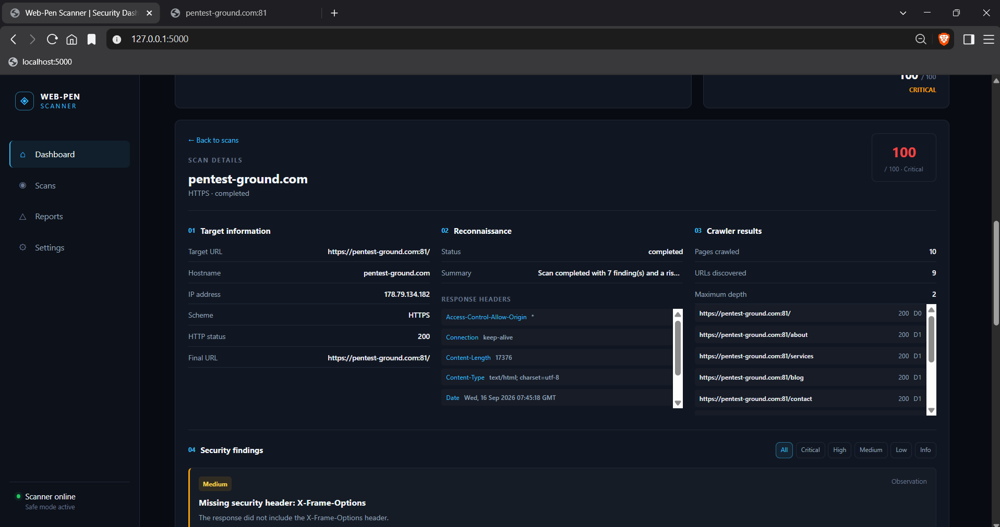 Web-Pen Scanner | Security Dash
pentest-ground.com:81
127.0.0.1:5000
localhost:5000
WEB-PEN
SCANNER
Dashboard
Scans
Reports
Settings
Scanner online
Safe mode active
100 / 100
CRITICAL
← Back to scans
SCAN DETAILS
pentest-ground.com
HTTPS · completed
100
/ 100 · Critical
01 Target information
Target URL https://pentest-ground.com:81/
Hostname pentest-ground.com
IP address 178.79.134.182
Scheme HTTPS
HTTP status 200
Final URL https://pentest-ground.com:81/
02 Reconnaissance
Status completed
Summary Scan completed with 7 finding(s) and a ris...
RESPONSE HEADERS
Access-Control-Allow-Origin *
Connection keep-alive
Content-Length 17376
Content-Type text/html; charset=utf-8
Date Wed, 16 Sep 2026 07:45:18 GMT
03 Crawler results
Pages crawled 10
URLs discovered 9
Maximum depth 2
https://pentest-ground.com:81/ 200 D0
https://pentest-ground.com:81/about 200 D1
https://pentest-ground.com:81/services 200 D1
https://pentest-ground.com:81/blog 200 D1
https://pentest-ground.com:81/contact 200 D1
04 Security findings
All Critical High Medium Low Info
Medium Observation
Missing security header: X-Frame-Options
The response did not include the X-Frame-Options header.